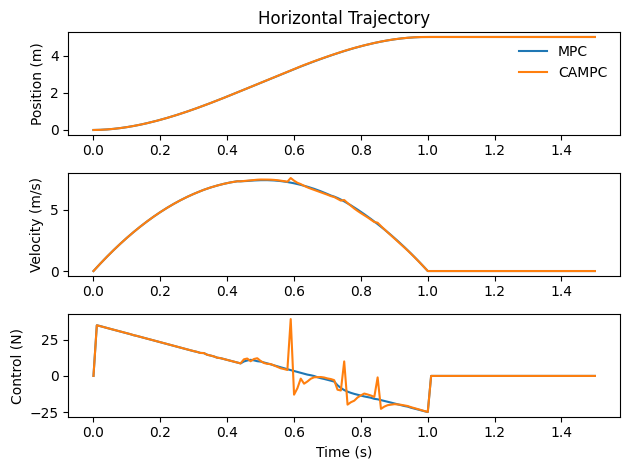 Horizontal Trajectory
Position (m)
4
2
0
MPC
CAMPC
0.0 0.2 0.4 0.6 0.8 1.0 1.2 1.4
Velocity (m/s)
5
0
0.0 0.2 0.4 0.6 0.8 1.0 1.2 1.4
Control (N)
25
0
−25
0.0 0.2 0.4 0.6 0.8 1.0 1.2 1.4
Time (s)